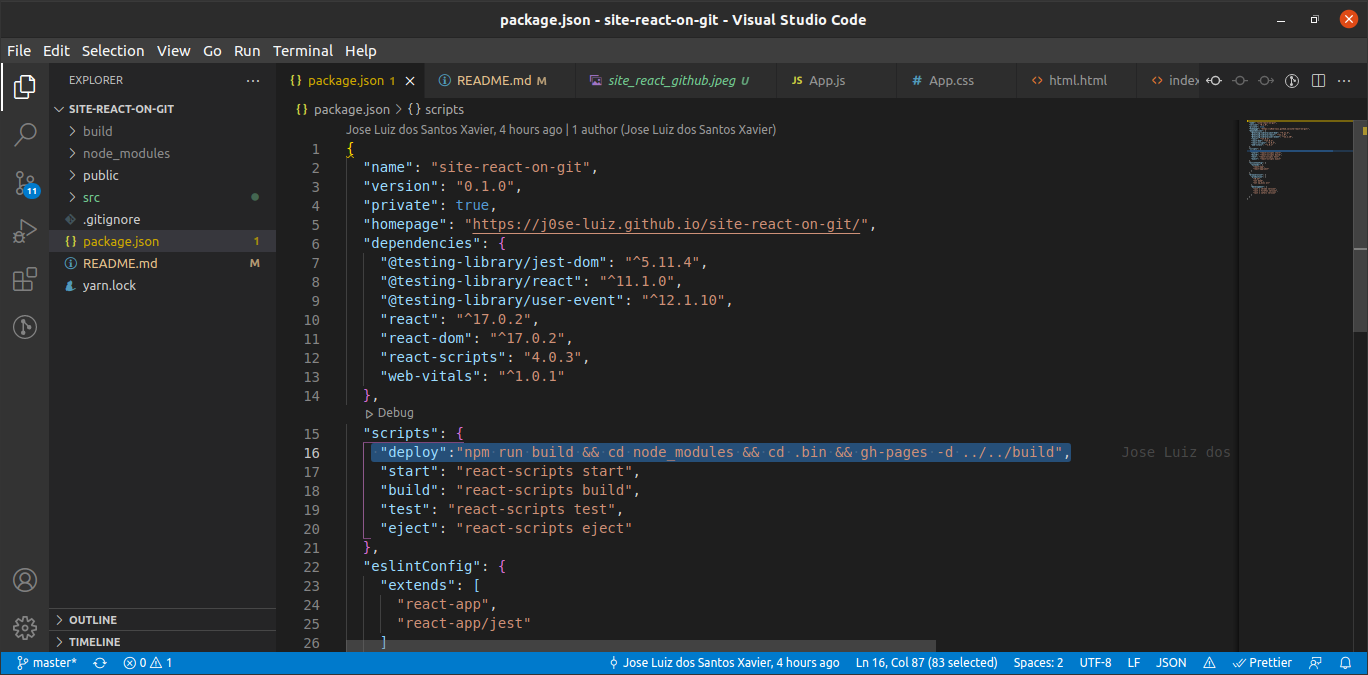 package.json - site-react-on-git - Visual Studio Code
File Edit Selection View Go Run Terminal Help
EXPLORER
SITE-REACT-ON-GIT
build
node_modules
public
src
.gitignore
package.json 1
README.md M
yarn.lock
OUTLINE
TIMELINE
11
{} package.json 1
README.md M
site_react_github.jpeg U
JS App.js
# App.css
<> html.html
<> index
{} package.json > {} scripts
Jose Luiz dos Santos Xavier, 4 hours ago | 1 author (Jose Luiz dos Santos Xavier)
1 {
2 "name": "site-react-on-git",
3 "version": "0.1.0",
4 "private": true,
5 "homepage": "https://j0se-luiz.github.io/site-react-on-git/",
6 "dependencies": {
7 "@testing-library/jest-dom": "^5.11.4",
8 "@testing-library/react": "^11.1.0",
9 "@testing-library/user-event": "^12.1.10",
10 "react": "^17.0.2",
11 "react-dom": "^17.0.2",
12 "react-scripts": "4.0.3",
13 "web-vitals": "^1.0.1"
14 },
Debug
15 "scripts": {
16 "deploy":"npm run build && cd node_modules && cd .bin && gh-pages -d ../../build", Jose Luiz dos
17 "start": "react-scripts start",
18 "build": "react-scripts build",
19 "test": "react-scripts test",
20 "eject": "react-scripts eject"
21 },
22 "eslintConfig": {
23 "extends": [
24 "react-app",
25 "react-app/jest"
26 ]
master* 0 1 Jose Luiz dos Santos Xavier, 4 hours ago Ln 16, Col 87 (83 selected) Spaces: 2 UTF-8 LF JSON Prettier